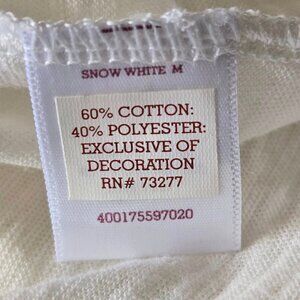 SNOW WHITE M
60% COTTON:
40% POLYESTER:
EXCLUSIVE OF
DECORATION
RN# 73277
400175597020